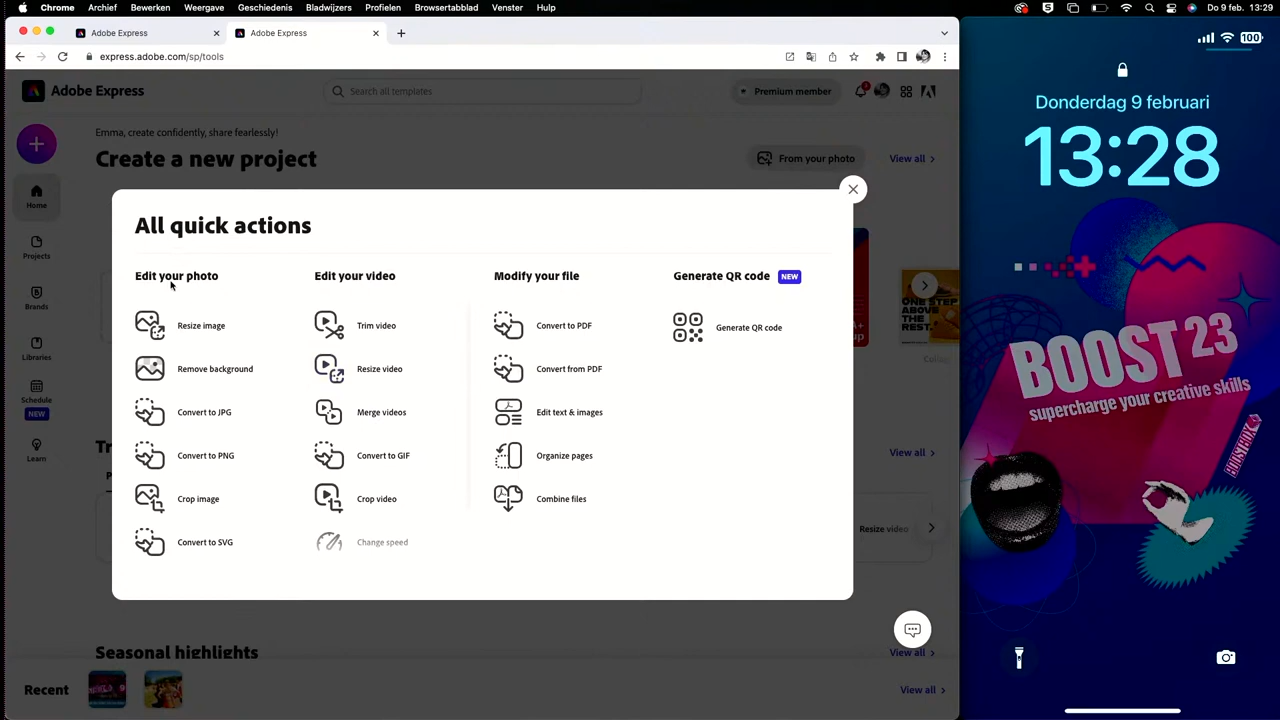 Chrome Archief Bewerken Weergave Geschiedenis Bladwijzers Profielen Browsertabblad Venster Help
Do 9 feb. 13:29
Adobe Express
Adobe Express
express.adobe.com/sp/tools
Adobe Express
Search all templates
Premium member
Emma, create confidently, share fearlessly!
Create a new project
From your photo
View all
Home
Projects
Brands
Libraries
Schedule
NEW
Learn
All quick actions
Edit your photo
Resize image
Remove background
Convert to JPG
Convert to PNG
Crop image
Convert to SVG
Edit your video
Trim video
Resize video
Merge videos
Convert to GIF
Crop video
Change speed
Modify your file
Convert to PDF
Convert from PDF
Edit text & images
Organize pages
Combine files
Generate QR code NEW
Generate QR code
ONE STEP
THE
REST.
View all
Resize video
Seasonal highlights
View all
Recent
View all
100
Donderdag 9 februari
13:28
BOOST 23
supercharge your creative skills